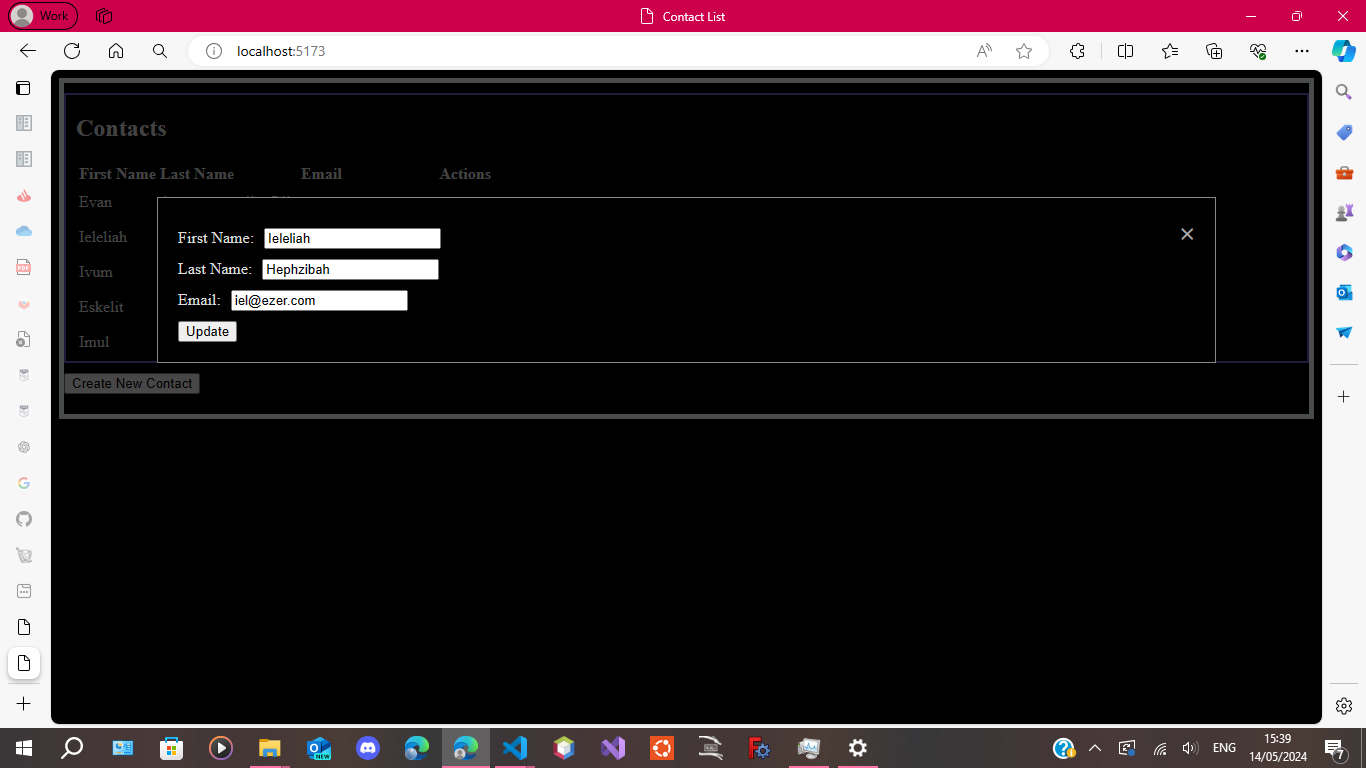 Work
Contact List
localhost:5173
Contacts
First Name Last Name Email Actions
Evan
Ieleliah
Ivum
Eskelit
Imul
First Name: Ieleliah
Last Name: Hephzibah
Email: iel@ezer.com
Update
Create New Contact
ENG
15:39
14/05/2024
7